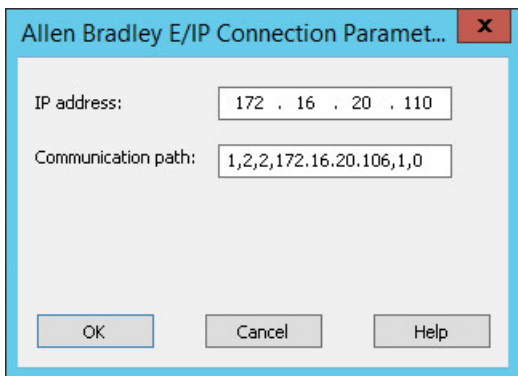 Allen Bradley E/IP Connection Paramet...
x
IP address:
172 . 16 . 20 . 110
Communication path:
1,2,2,172.16.20.106,1,0
OK
Cancel
Help